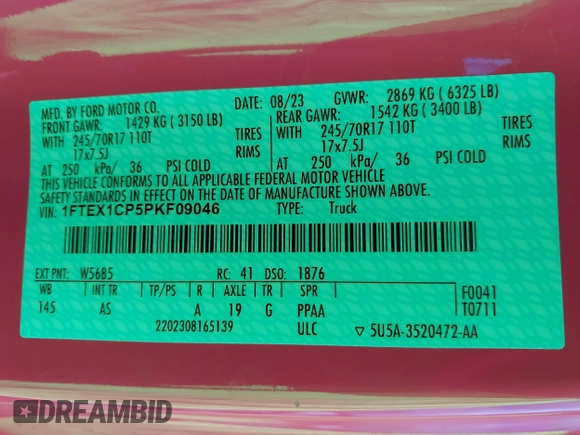 MFD. BY FORD MOTOR CO.
DATE: 08/23 GVWR: 2869 KG ( 6325 LB)
FRONT GAWR: 1429 KG ( 3150 LB)
REAR GAWR: 1542 KG ( 3400 LB)
WITH 245/70R17 110T TIRES
WITH 245/70R17 110T TIRES
17x7.5J RIMS
17x7.5J RIMS
AT 250 kPa/ 36 PSI COLD
AT 250 kPa/ 36 PSI COLD
THIS VEHICLE CONFORMS TO ALL APPLICABLE FEDERAL MOTOR VEHICLE
SAFETY STANDARDS IN EFFECT ON THE DATE OF MANUFACTURE SHOWN ABOVE.
VIN: 1FTEX1CP5PKF09046 TYPE: Truck
EXT PNT: W5685 RC: 41 DSO: 1876
WB INT TR TP/PS R AXLE TR SPR F0041
145 AS A 19 G PPAA T0711
2202308165139 ULC ▽ 5U5A-3520472-AA
DREAMBID